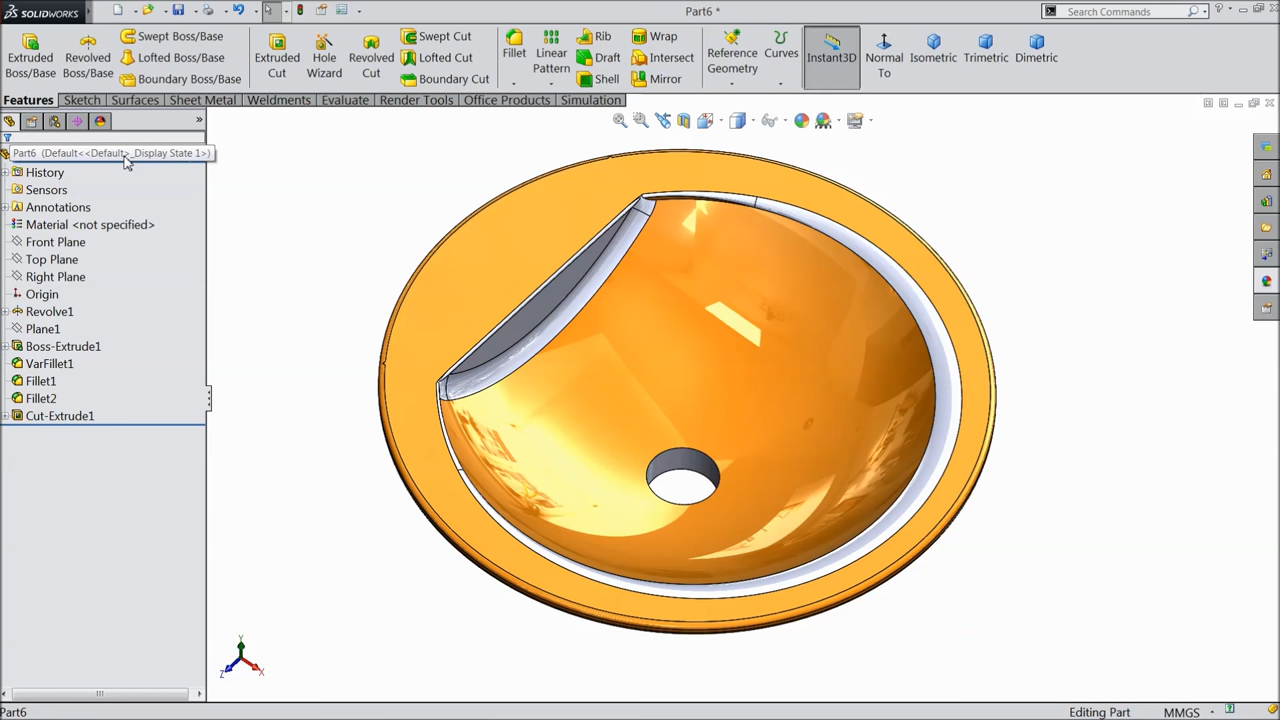 SOLIDWORKS
Part6 *
Search Commands
Extruded Boss/Base
Revolved Boss/Base
Swept Boss/Base
Lofted Boss/Base
Boundary Boss/Base
Extruded Cut
Hole Wizard
Revolved Cut
Swept Cut
Lofted Cut
Boundary Cut
Fillet
Linear Pattern
Rib
Draft
Shell
Wrap
Intersect
Mirror
Reference Geometry
Curves
Instant3D
Normal To
Isometric
Trimetric
Dimetric
Features
Sketch
Surfaces
Sheet Metal
Weldments
Evaluate
Render Tools
Office Products
Simulation
Part6 (Default<<Default>_Display State 1>)
History
Sensors
Annotations
Material <not specified>
Front Plane
Top Plane
Right Plane
Origin
Revolve1
Plane1
Boss-Extrude1
VarFillet1
Fillet1
Fillet2
Cut-Extrude1
Y
Z
X
Part6
Editing Part
MMGS